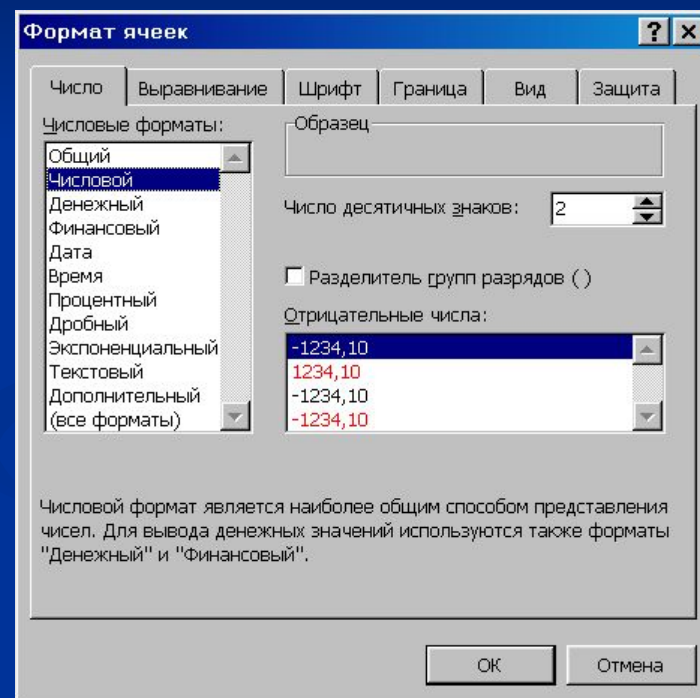 Формат ячеек
Число Выравнивание Шрифт Граница Вид Защита
Числовые форматы:
Общий
Числовой
Денежный
Финансовый
Дата
Время
Процентный
Дробный
Экспоненциальный
Текстовый
Дополнительный
(все форматы)
Образец
Число десятичных знаков: 2
Разделитель групп разрядов ( )
Отрицательные числа:
-1234,10
1234,10
-1234,10
-1234,10
Числовой формат является наиболее общим способом представления
чисел. Для вывода денежных значений используются также форматы
"Денежный" и "Финансовый".
ОК Отмена